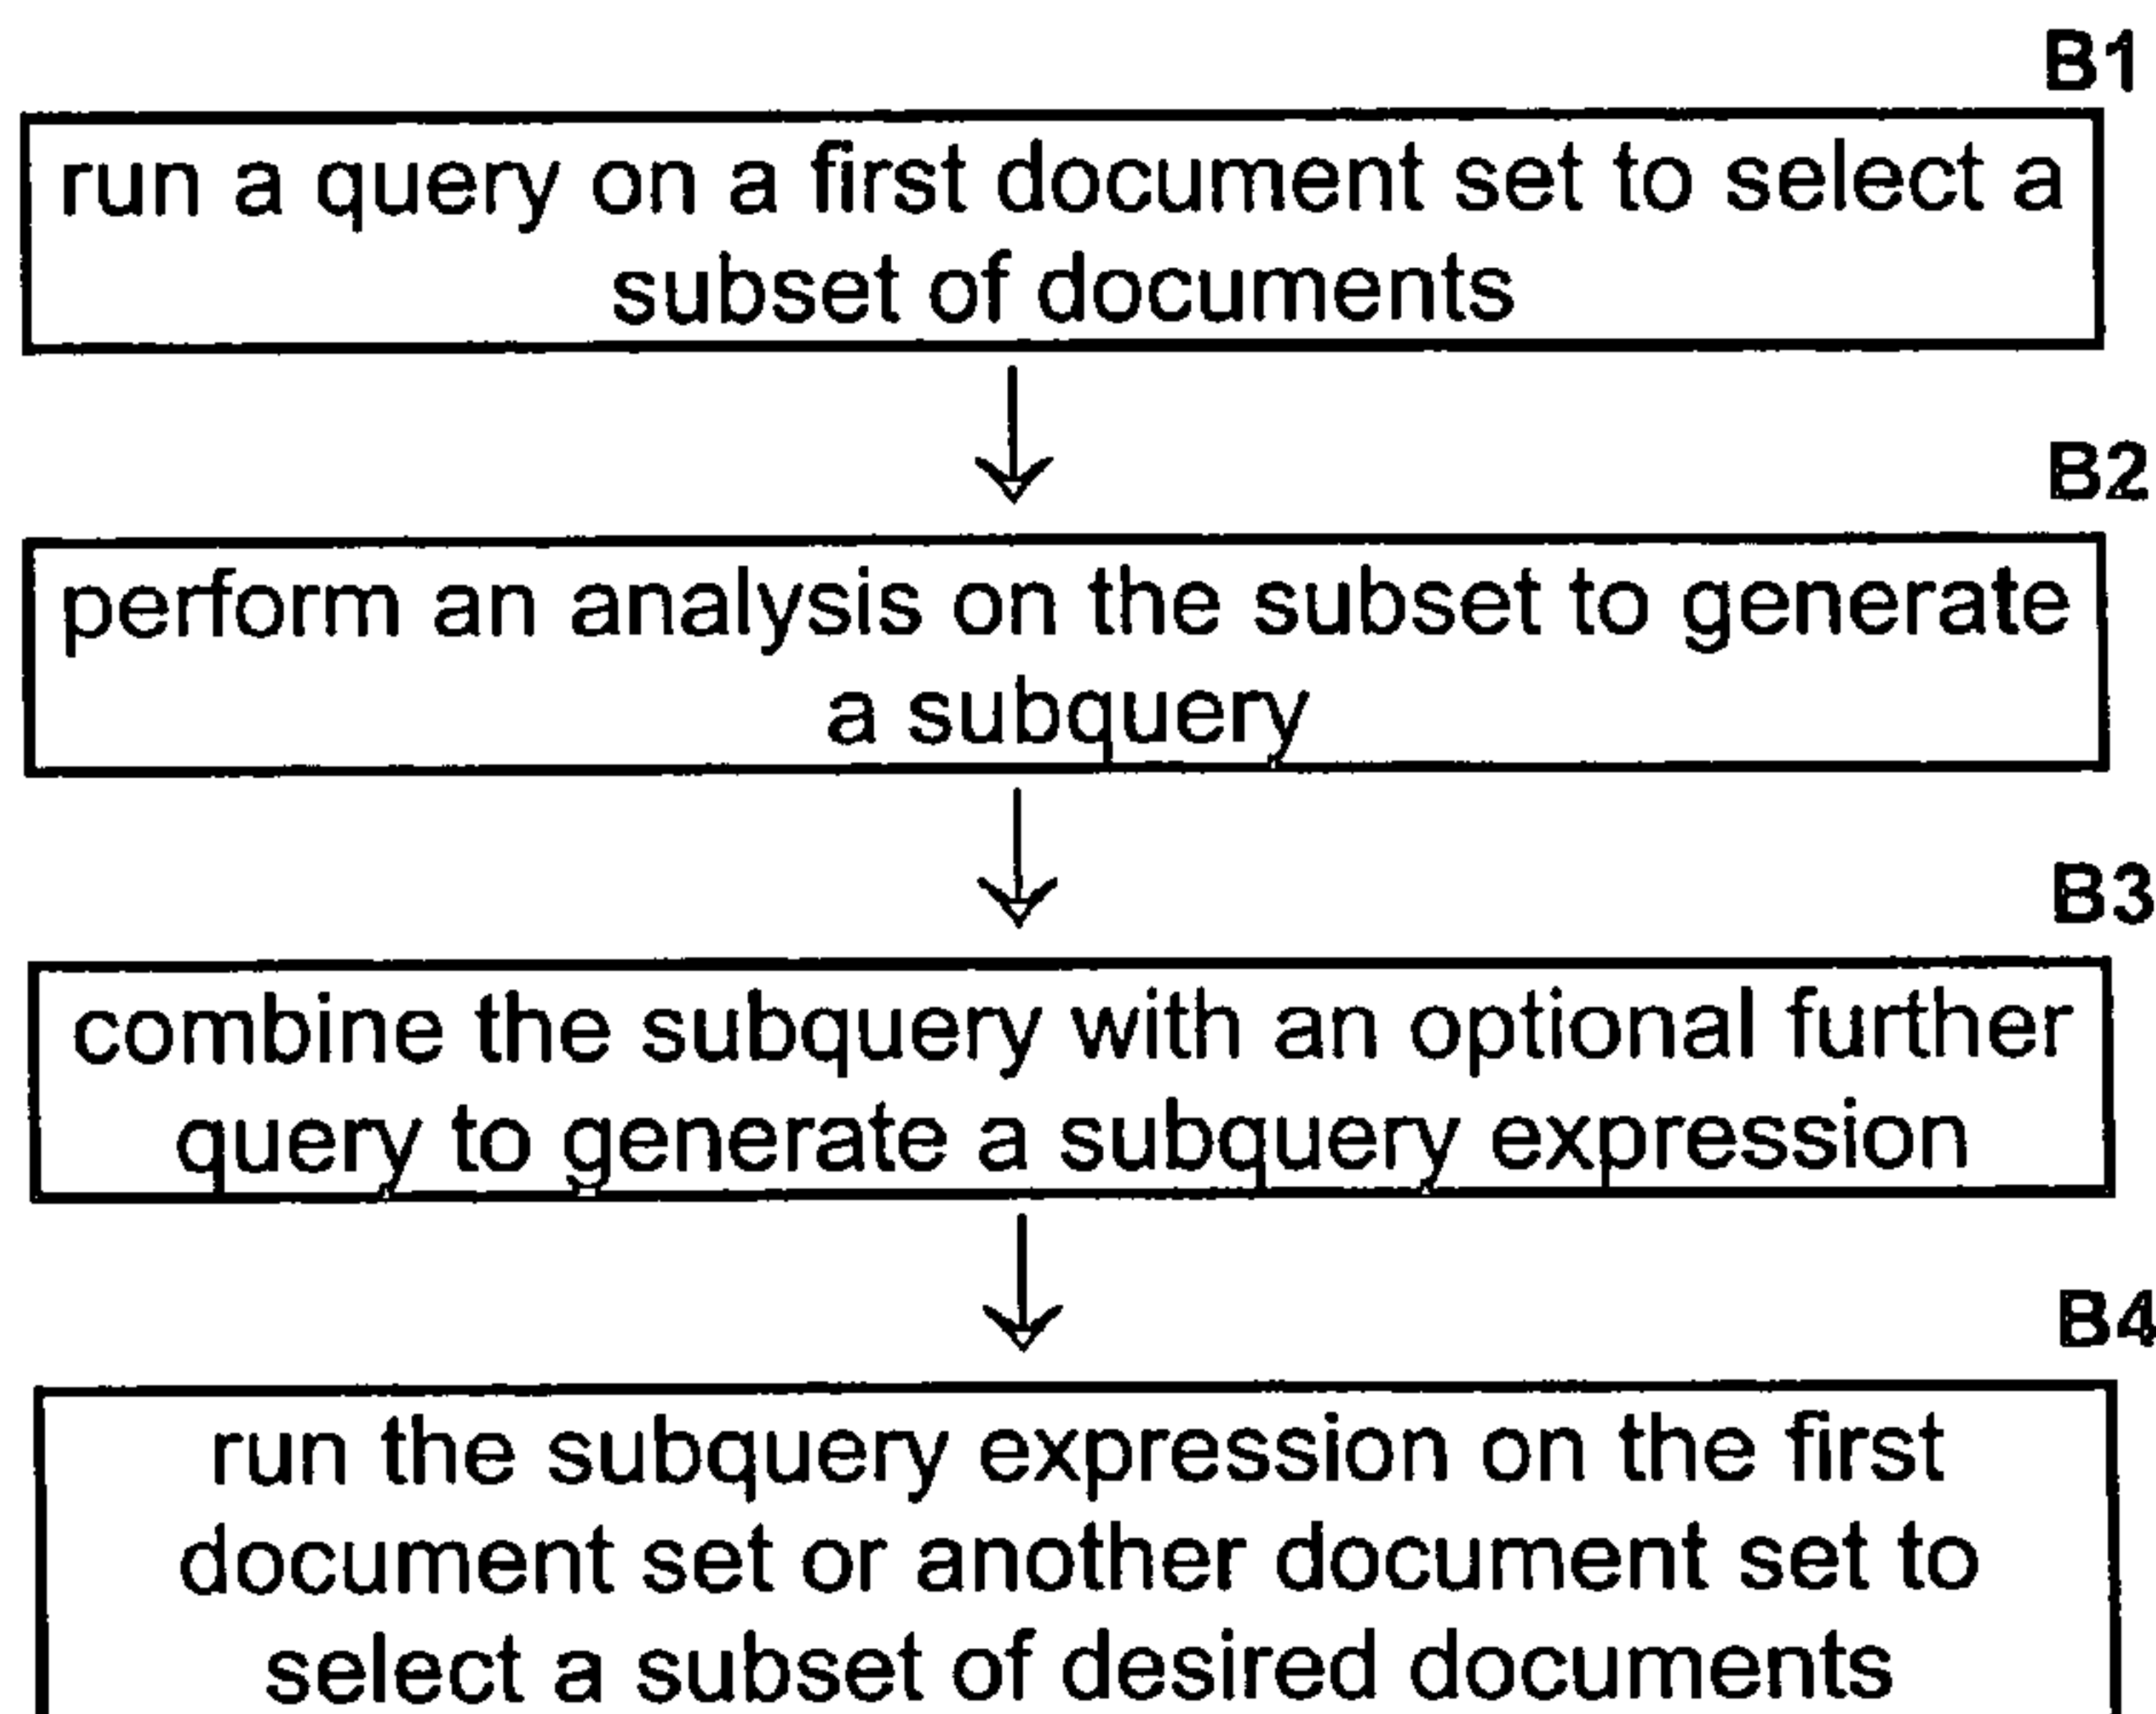 B1
run a query on a first document set to select a
subset of documents
B2
perform an analysis on the subset to generate
a subquery
B3
combine the subquery with an optional further
query to generate a subquery expression
B4
run the subquery expression on the first
document set or another document set to
select a subset of desired documents